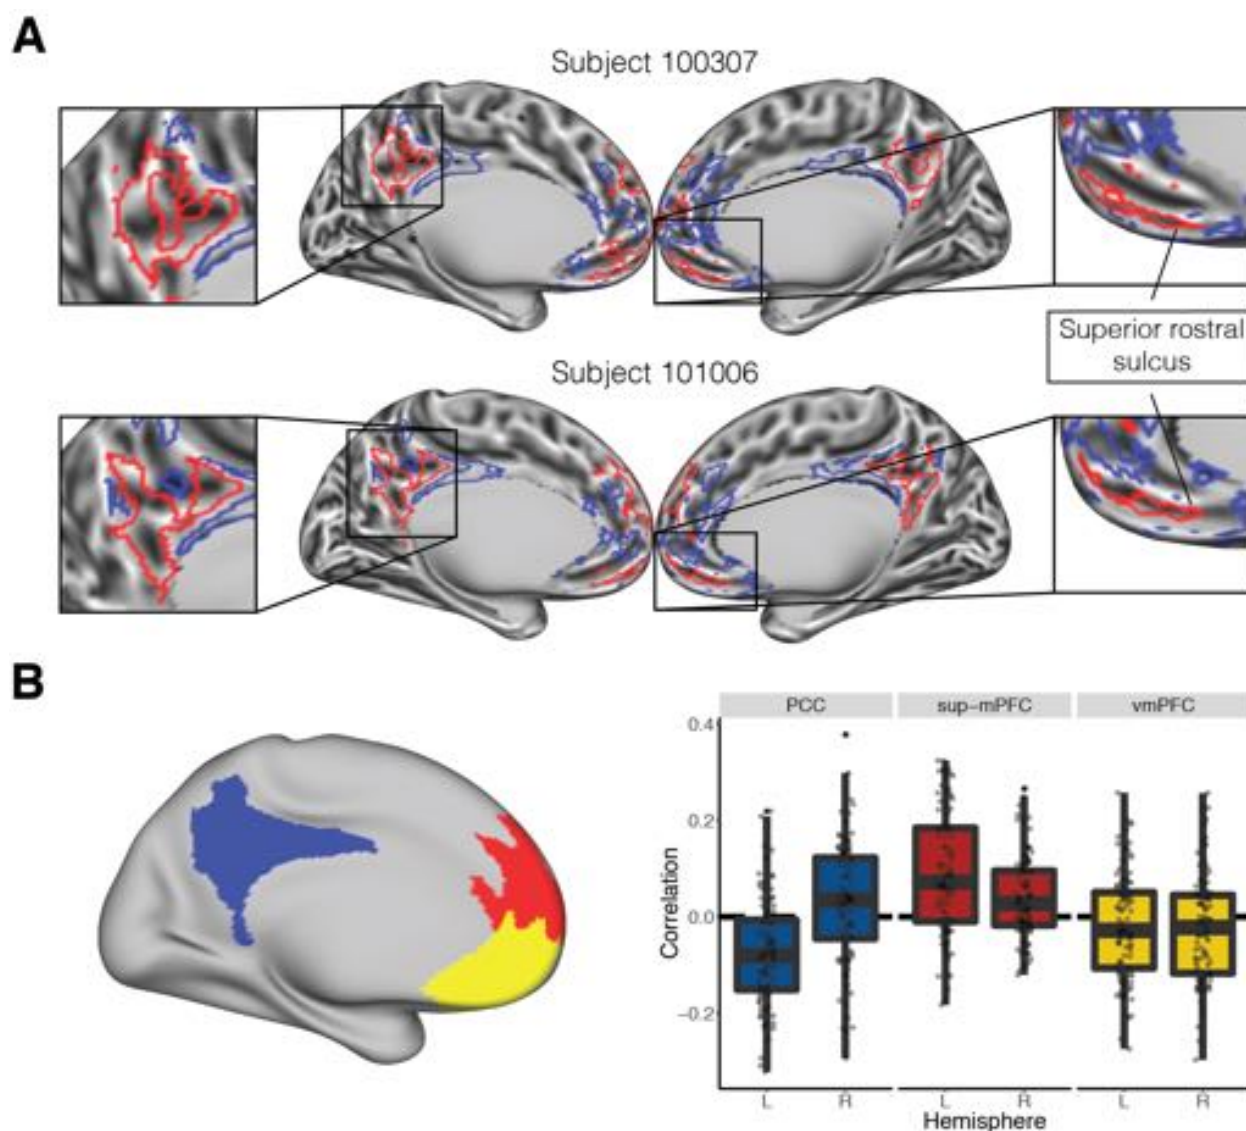 A
Subject 100307
Superior rostral
sulcus
Subject 101006
B
PCC sup-mPFC vmPFC
0.4
0.2
0.0
-0.2
Correlation
L R L R L R
Hemisphere